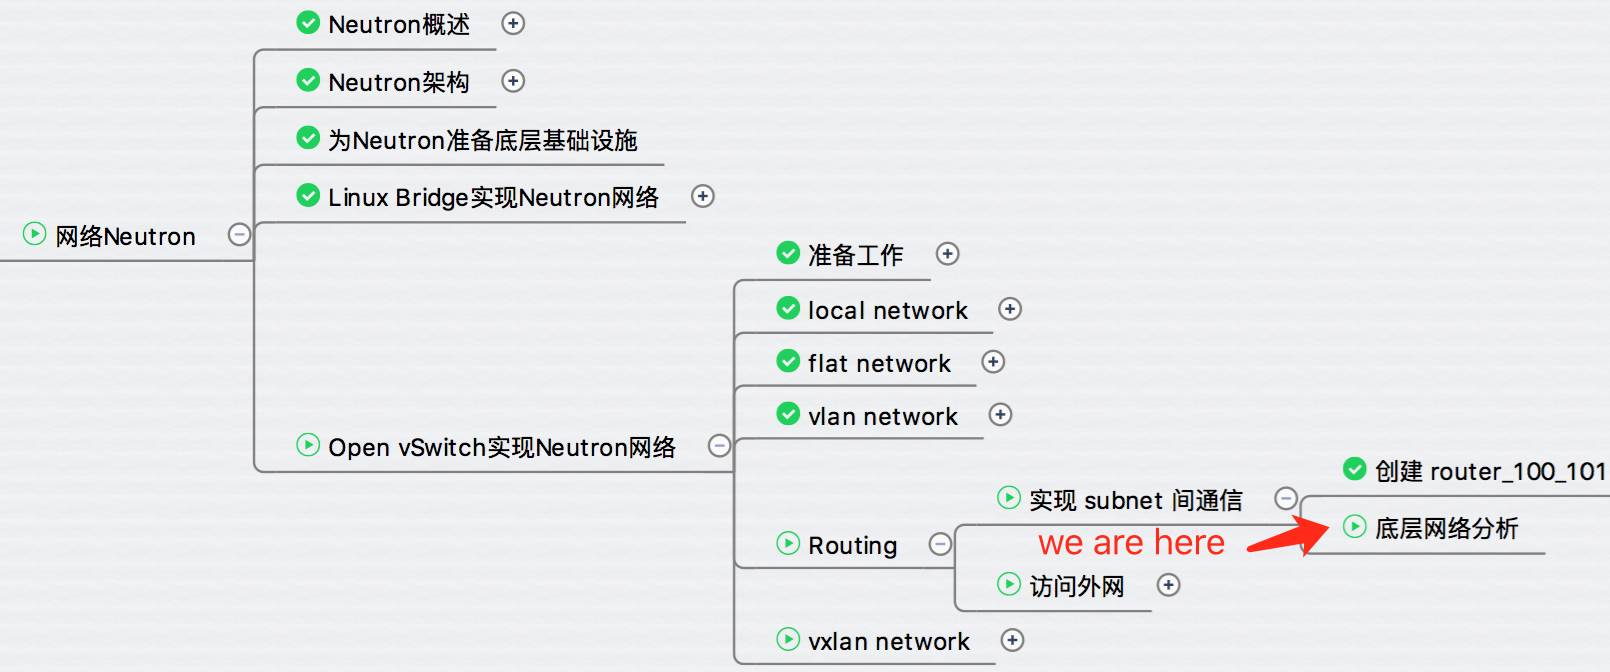 Neutron概述
Neutron架构
为Neutron准备底层基础设施
Linux Bridge实现Neutron网络
网络Neutron
准备工作
local network
flat network
vlan network
Open vSwitch实现Neutron网络
创建 router_100_101
实现 subnet 间通信
底层网络分析
we are here
Routing
访问外网
vxlan network